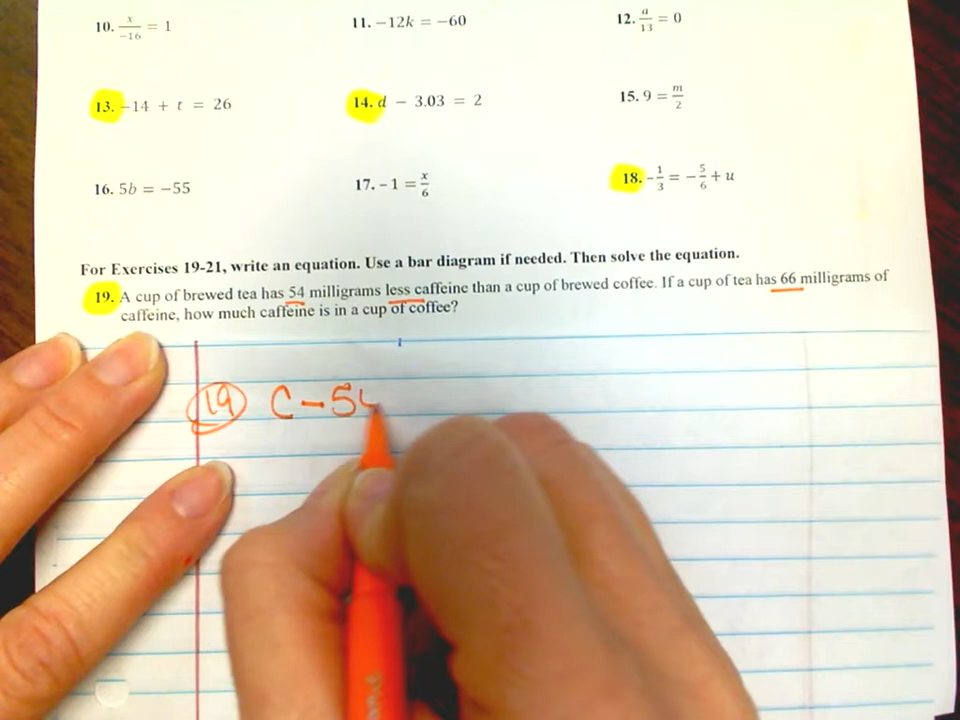 10. x/-16 = 1 11. -12k = -60 12. a/13 = 0
13. -14 + t = 26 14. d - 3.03 = 2 15. 9 = m/2
16. 5b = -55 17. -1 = x/6 18. -1/3 = -5/6 + u
For Exercises 19-21, write an equation. Use a bar diagram if needed. Then solve the equation.
19. A cup of brewed tea has 54 milligrams less caffeine than a cup of brewed coffee. If a cup of tea has 66 milligrams of
caffeine, how much caffeine is in a cup of coffee?
19 C - 54